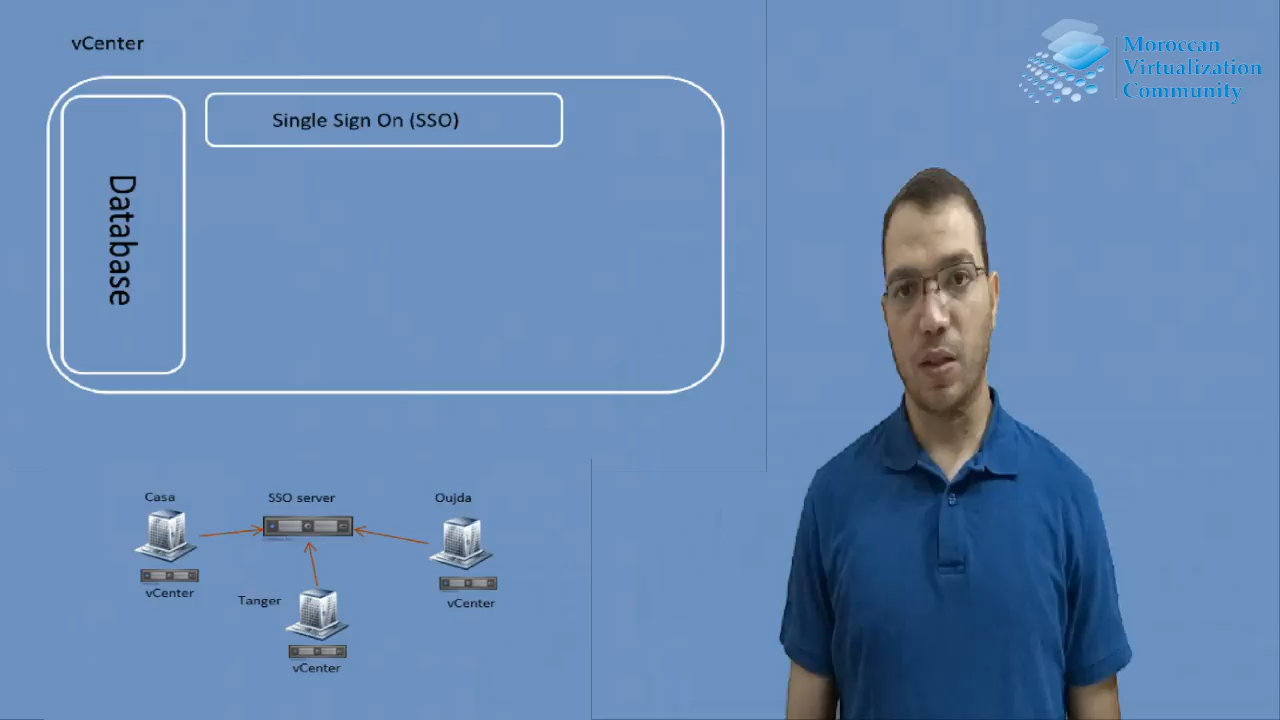 vCenter
Moroccan
Virtualization
Community
Single Sign On (SSO)
Database
Casa
SSO server
Oujda
vCenter
Tanger
vCenter
vCenter